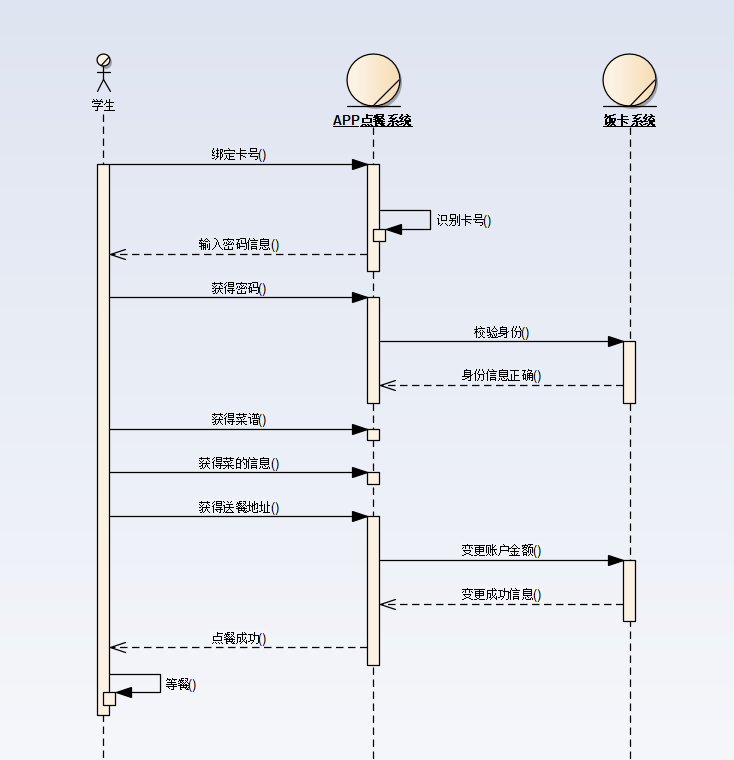 学生
APP点餐系统
饭卡系统
绑定卡号()
识别卡号()
输入密码信息()
获得密码()
校验身份()
身份信息正确()
获得菜谱()
获得菜的信息()
获得送餐地址()
变更账户金额()
变更成功信息()
点餐成功()
等餐()